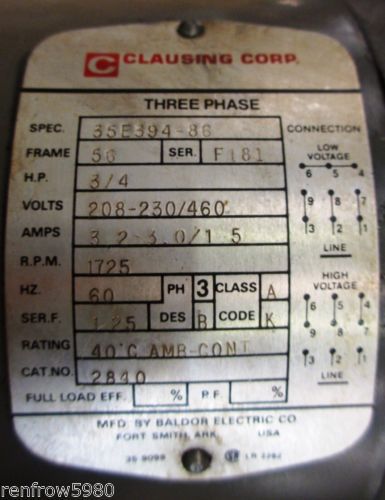 C CLAUSING CORP.
THREE PHASE
SPEC. 35E394-86 CONNECTION
FRAME 56 SER. F181 LOW VOLTAGE
H.P. 3/4 6 5 4
VOLTS 208-230/460 9 8 7
AMPS 3.2-3.0/1.5 3 2 1
R.P.M. 1725 LINE
HZ. 60 PH 3 CLASS A HIGH VOLTAGE
SER.F. 1.25 DES B CODE K 6 5 4
RATING 40°C AMB-CONT 9 8 7
CAT.NO. 2840 3 2 1
FULL LOAD EFF. % P.F. % LINE
MFD. BY BALDOR ELECTRIC CO.
FORT SMITH, ARK. USA
35 9099 LR 2262
renfrow5980